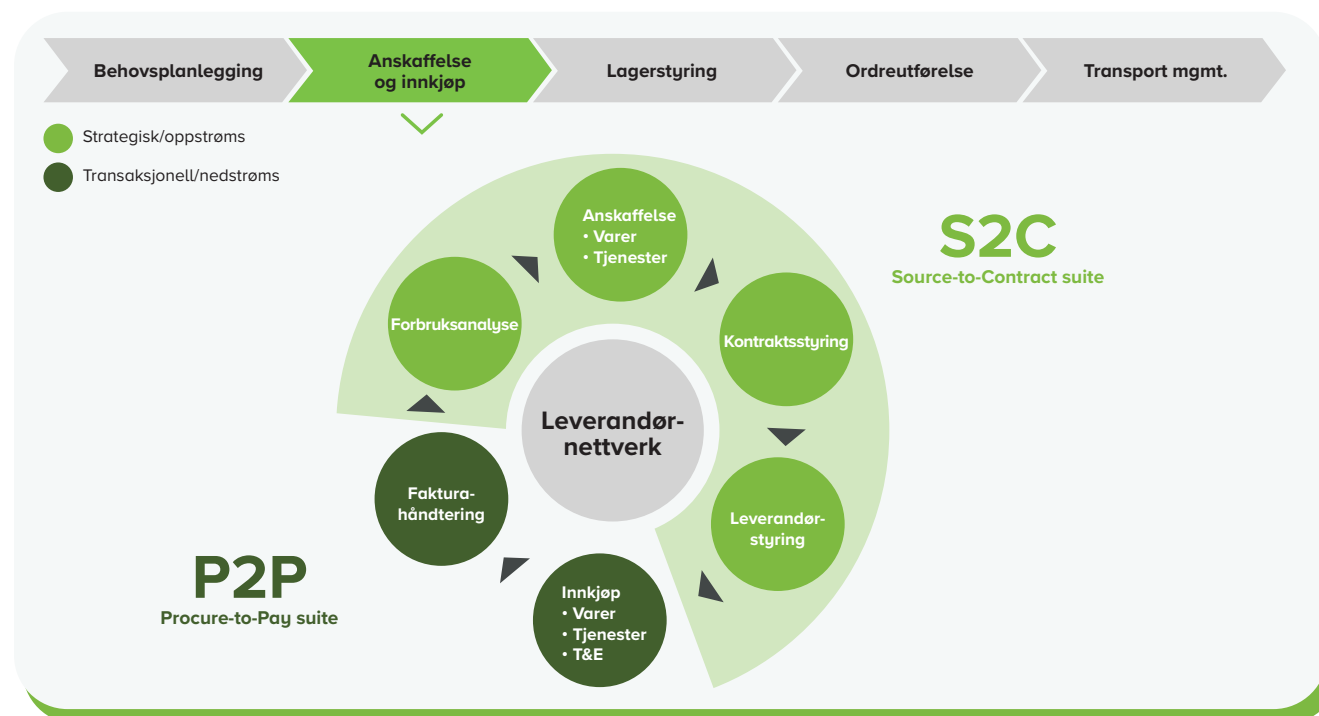 Behovsplanlegging
Anskaffelse
og innkjøp
Lagerstyring
Ordreutførelse
Transport mgmt.
Strategisk/oppstrøms
Transaksjonell/nedstrøms
Anskaffelse
• Varer
• Tjenester
S2C
Source-to-Contract suite
Forbruksanalyse
Kontraktsstyring
Leverandør-
nettverk
Faktura-
håndtering
Leverandør-
styring
P2P
Procure-to-Pay suite
Innkjøp
• Varer
• Tjenester
• T&E